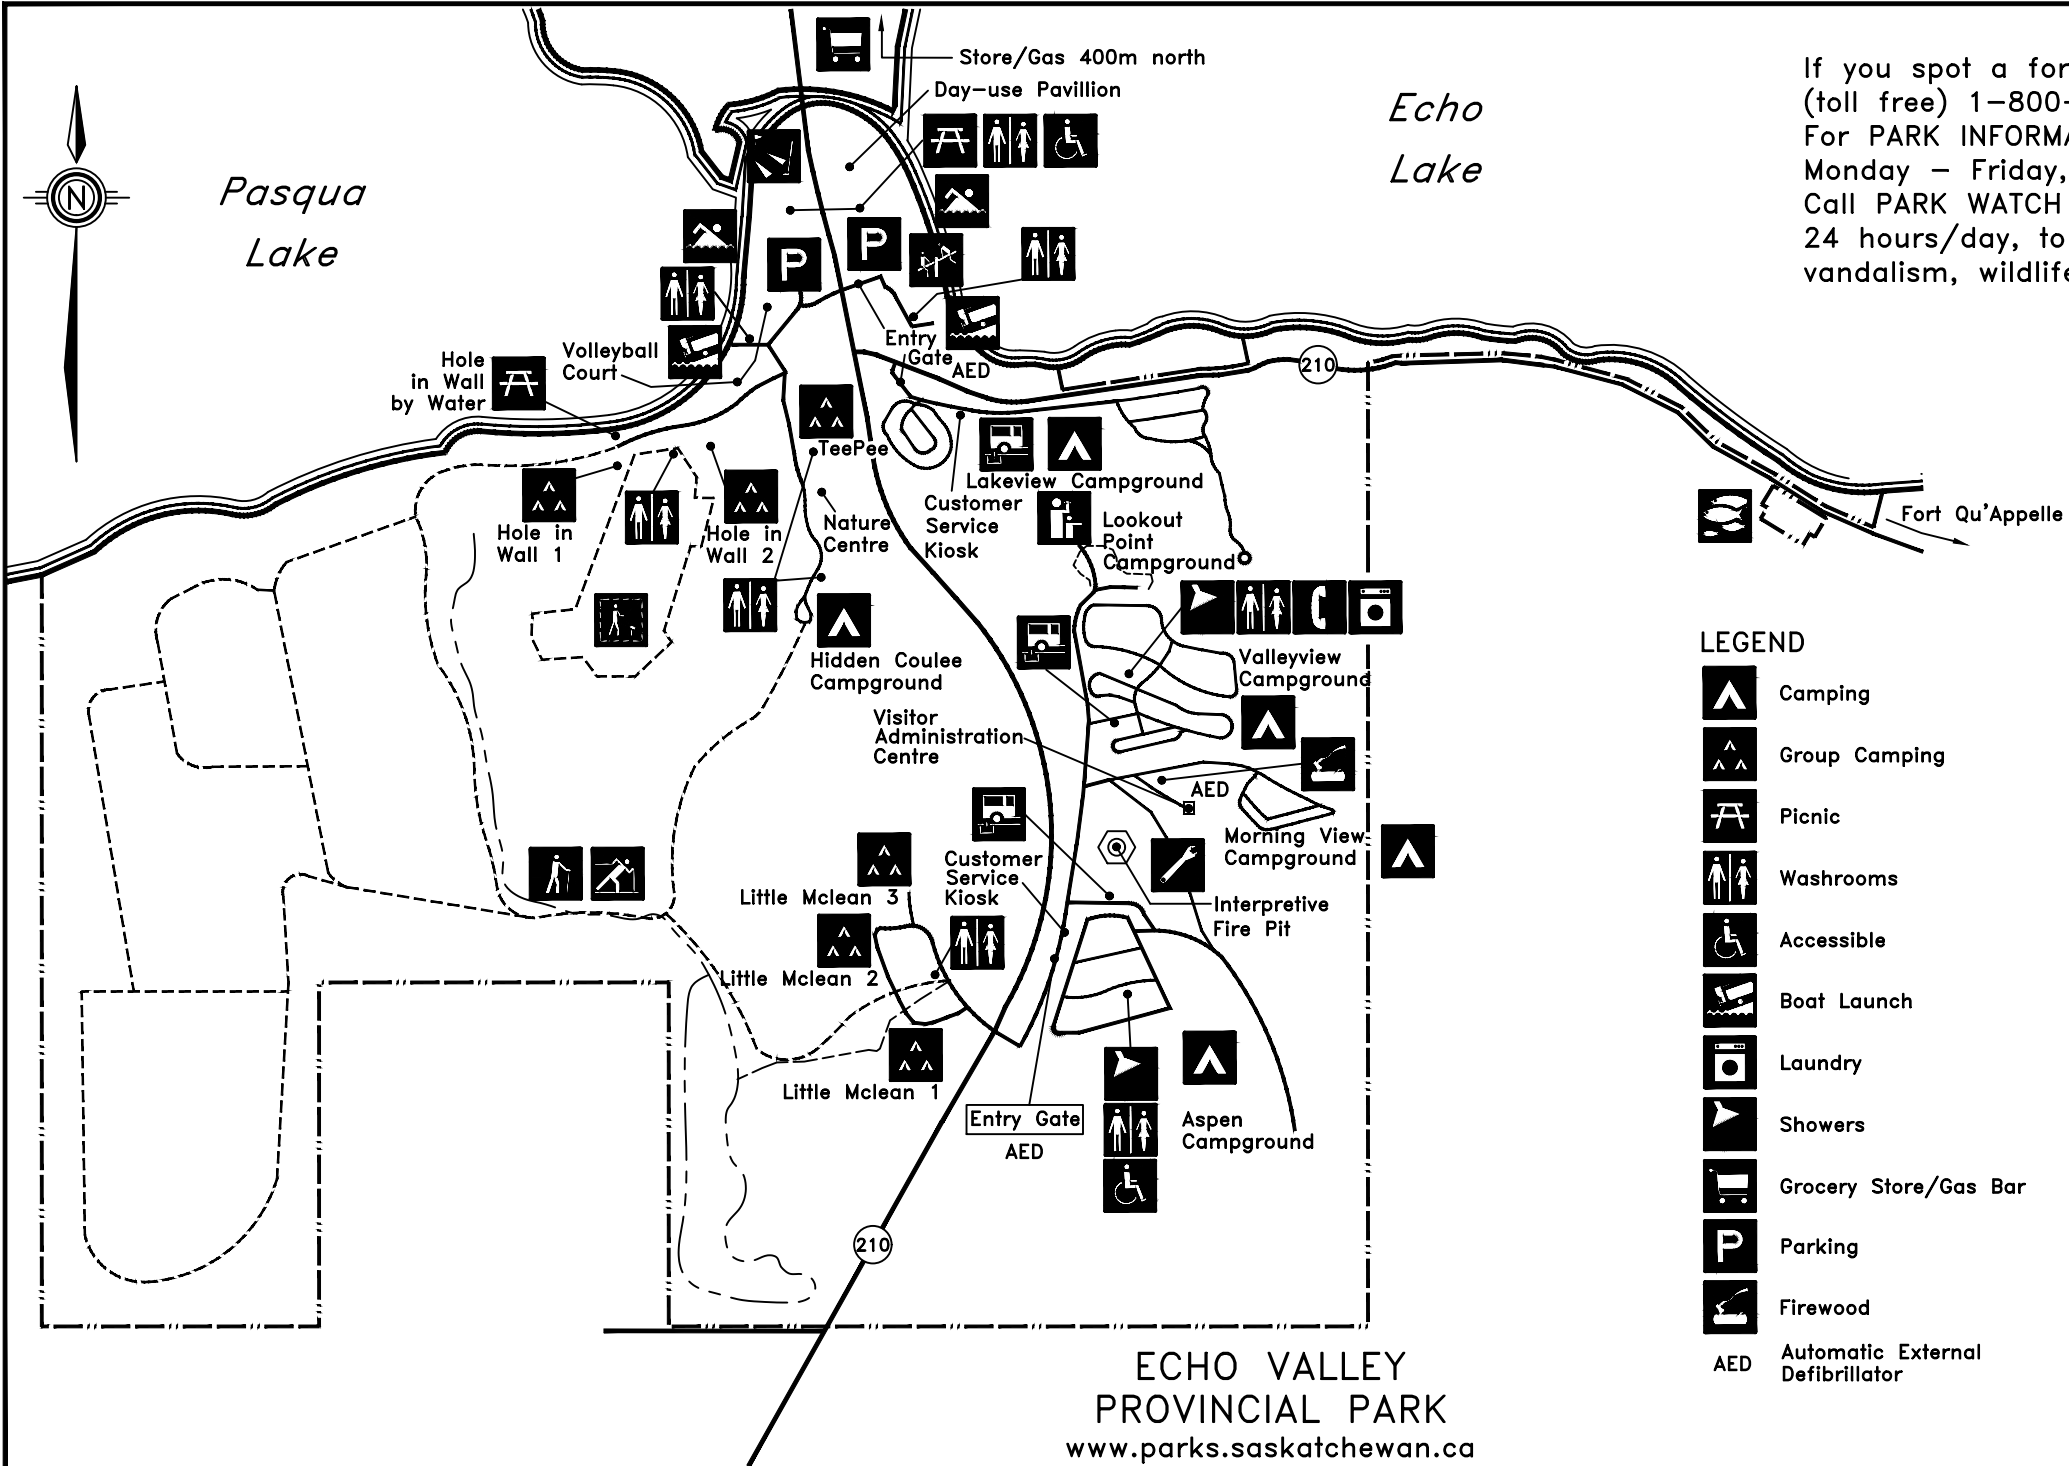 Store/Gas 400m north
Day-use Pavillion
Echo
Lake
If you spot a for
(toll free) 1-800-
For PARK INFORMA
Monday - Friday,
Call PARK WATCH
24 hours/day, to
vandalism, wildlife
N
Pasqua
Lake
P
P
Entry
Gate
AED
Volleyball
Court
Hole
in Wall
by Water
210
TeePee
Lakeview Campground
Customer
Service
Kiosk
Hole in
Wall 1
Hole in
Wall 2
Nature
Centre
Lookout
Point
Campground
Fort Qu'Appelle
Hidden Coulee
Campground
Valleyview
Campground
Visitor
Administration
Centre
AED
Morning View
Campground
Customer
Service
Kiosk
Little Mclean 3
Interpretive
Fire Pit
Little Mclean 2
Little Mclean 1
Entry Gate
AED
Aspen
Campground
210
LEGEND
Camping
Group Camping
Picnic
Washrooms
Accessible
Boat Launch
Laundry
Showers
Grocery Store/Gas Bar
P Parking
Firewood
AED Automatic External
Defibrillator
ECHO VALLEY
PROVINCIAL PARK
www.parks.saskatchewan.ca